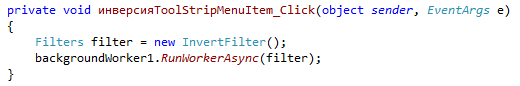 private void инверсияToolStripMenuItem_Click(object sender, EventArgs e)
{
    Filters filter = new InvertFilter();
    backgroundWorker1.RunWorkerAsync(filter);
}